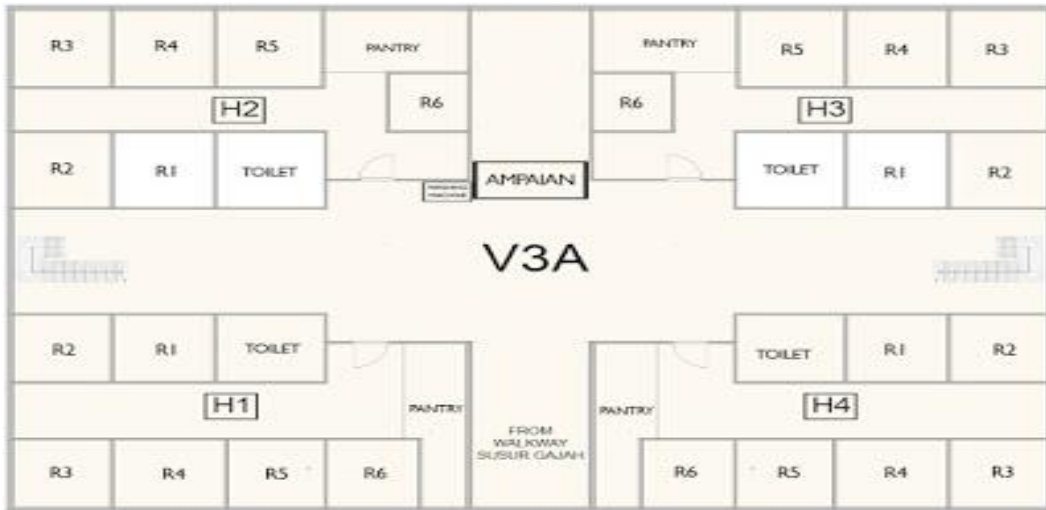 R3 R4 R5 PANTRY PANTRY R5 R4 R3
H2 R6 R6 H3
R2 R1 TOILET AMPAIAN TOILET R1 R2
WASHING
MACHINE
V3A
R2 R1 TOILET TOILET R1 R2
H1 PANTRY PANTRY H4
FROM
WALKWAY
SUSUR GAJAH
R3 R4 R5 R6 R6 R5 R4 R3